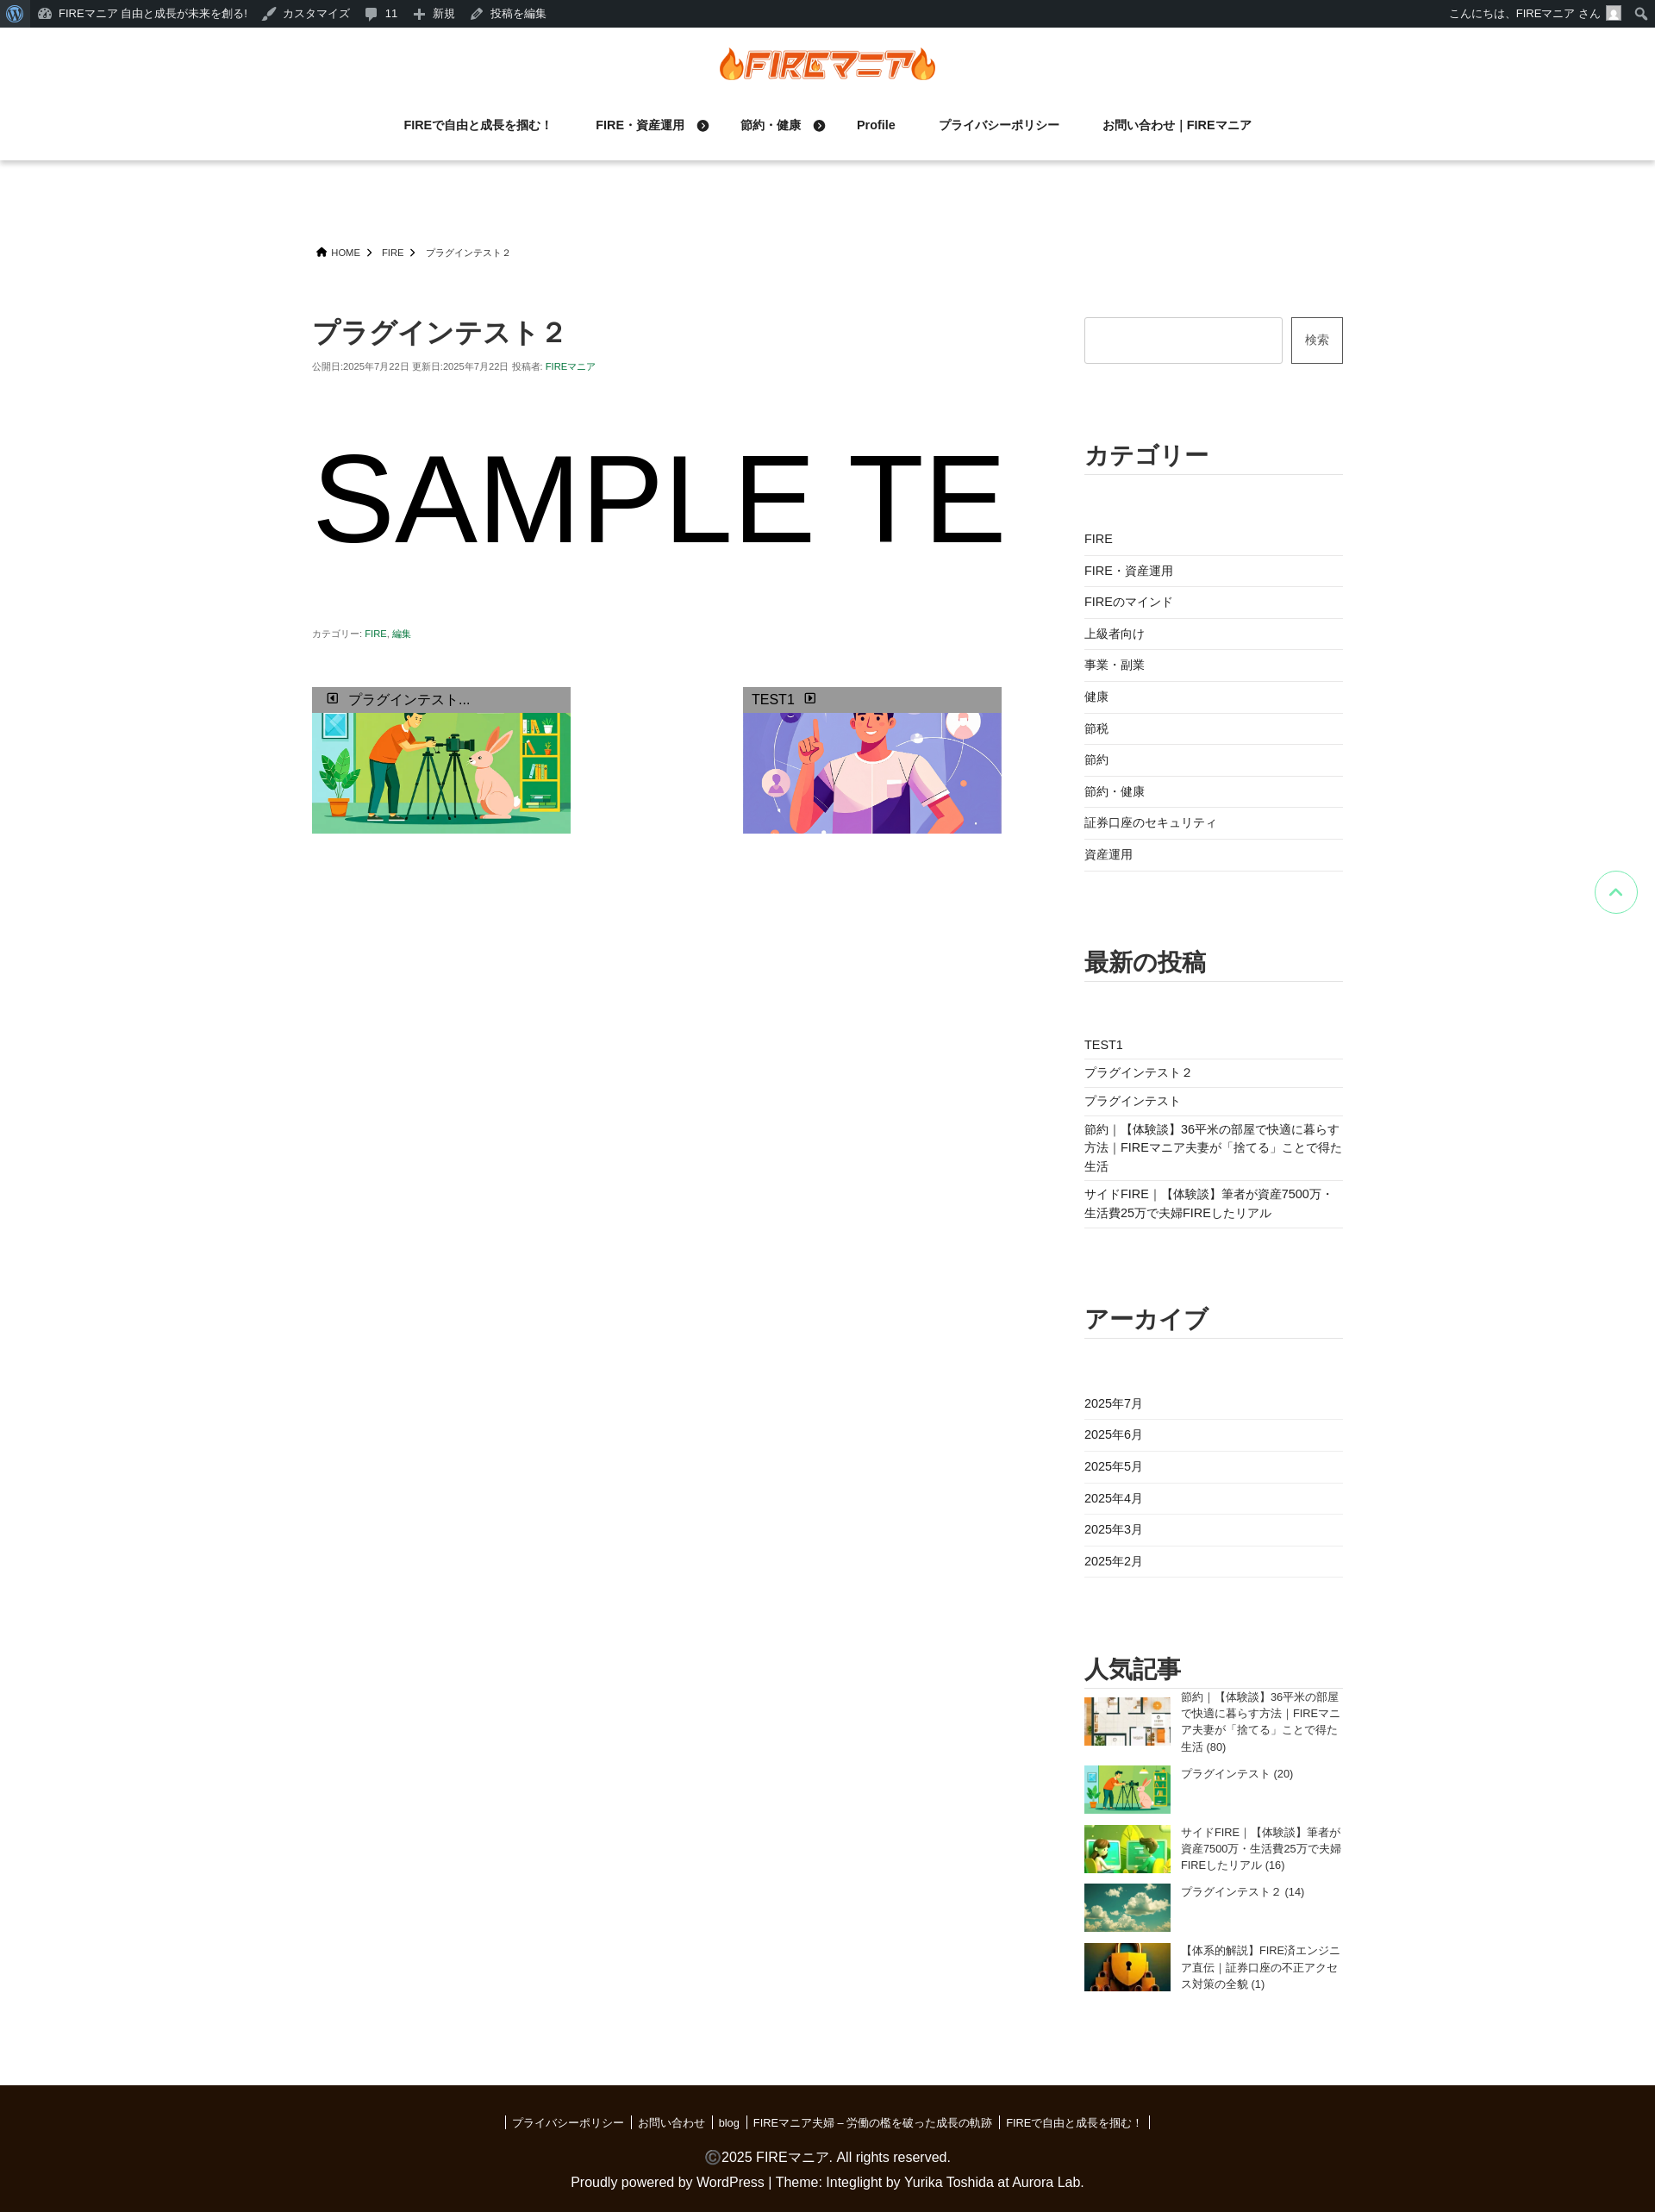 FIREマニア 自由と成長が未来を創る! カスタマイズ 11 新規 投稿を編集 こんにちは、FIREマニア さん
FIREマニア
FIREで自由と成長を掴む！ FIRE・資産運用 節約・健康 Profile プライバシーポリシー お問い合わせ｜FIREマニア
HOME FIRE プラグインテスト２
プラグインテスト２
公開日:2025年7月22日 更新日:2025年7月22日 投稿者: FIREマニア
SAMPLE TE
カテゴリー: FIRE, 編集
プラグインテスト...
TEST1
検索
カテゴリー
FIRE
FIRE・資産運用
FIREのマインド
上級者向け
事業・副業
健康
節税
節約
節約・健康
証券口座のセキュリティ
資産運用
最新の投稿
TEST1
プラグインテスト２
プラグインテスト
節約｜【体験談】36平米の部屋で快適に暮らす
方法｜FIREマニア夫妻が「捨てる」ことで得た
生活
サイドFIRE｜【体験談】筆者が資産7500万・
生活費25万で夫婦FIREしたリアル
アーカイブ
2025年7月
2025年6月
2025年5月
2025年4月
2025年3月
2025年2月
人気記事
節約｜【体験談】36平米の部屋
で快適に暮らす方法｜FIREマニ
ア夫妻が「捨てる」ことで得た
生活 (80)
プラグインテスト (20)
サイドFIRE｜【体験談】筆者が
資産7500万・生活費25万で夫婦
FIREしたリアル (16)
プラグインテスト２ (14)
【体系的解説】FIRE済エンジニ
ア直伝｜証券口座の不正アクセ
ス対策の全貌 (1)
プライバシーポリシー お問い合わせ blog FIREマニア夫婦 – 労働の檻を破った成長の軌跡 FIREで自由と成長を掴む！
©2025 FIREマニア. All rights reserved.
Proudly powered by WordPress | Theme: Integlight by Yurika Toshida at Aurora Lab.